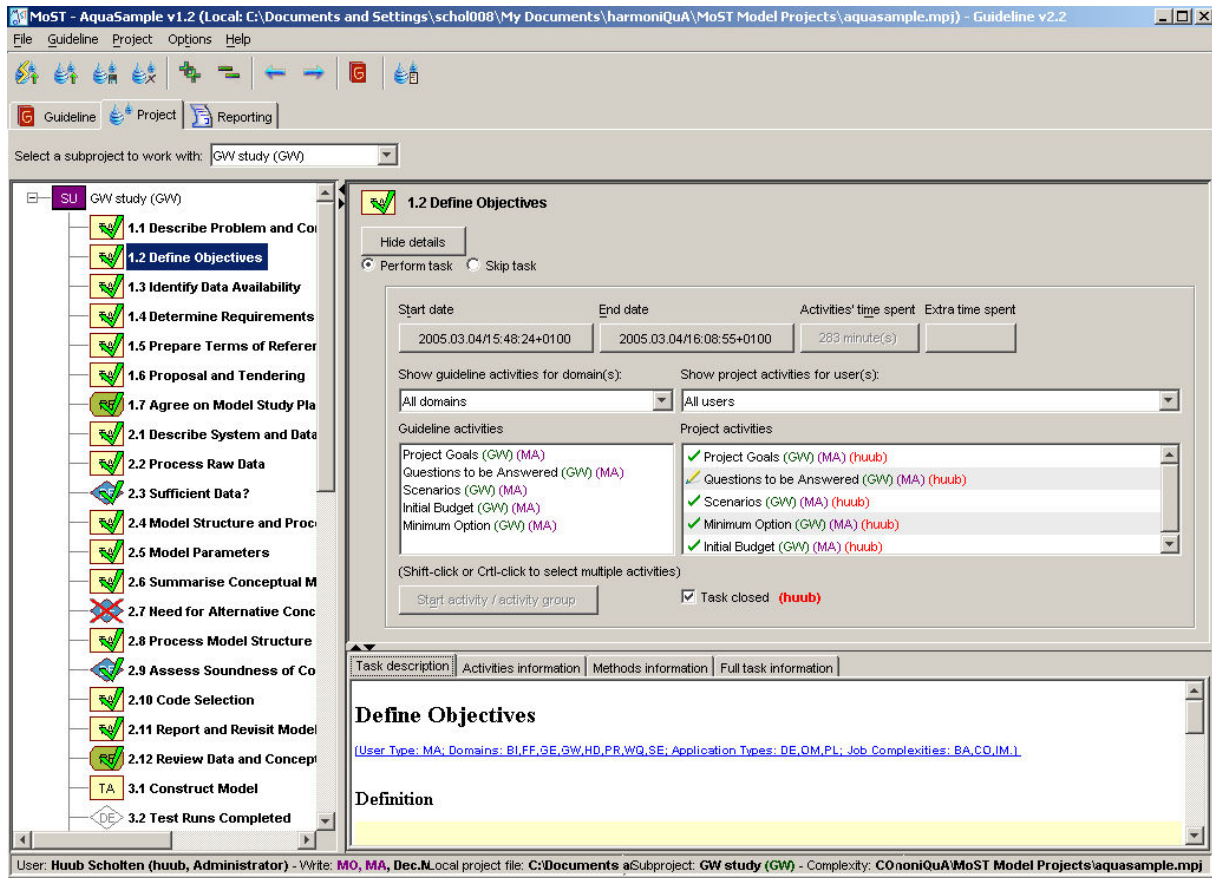 MoST - AquaSample v1.2 (Local: C:\Documents and Settings\schol008\My Documents\harmoniQuA\MoST Model Projects\aquasample.mpj) - Guideline v2.2
File Guideline Project Options Help
G
G Guideline Project Reporting
Select a subproject to work with: GW study (GW)
SU GW study (GW)
1.1 Describe Problem and Co
1.2 Define Objectives
1.3 Identify Data Availability
1.4 Determine Requirements
1.5 Prepare Terms of Referer
1.6 Proposal and Tendering
1.7 Agree on Model Study Pla
2.1 Describe System and Data
2.2 Process Raw Data
2.3 Sufficient Data?
2.4 Model Structure and Proc
2.5 Model Parameters
2.6 Summarise Conceptual M
2.7 Need for Alternative Conc
2.8 Process Model Structure
2.9 Assess Soundness of Co
2.10 Code Selection
2.11 Report and Revisit Model
2.12 Review Data and Concept
TA 3.1 Construct Model
DE 3.2 Test Runs Completed
1.2 Define Objectives
Hide details
Perform task Skip task
Start date End date Activities' time spent Extra time spent
2005.03.04/15:48:24+0100 2005.03.04/16:08:55+0100 283 minute(s)
Show guideline activities for domain(s): Show project activities for user(s):
All domains All users
Guideline activities Project activities
Project Goals (GW) (MA)
Questions to be Answered (GW) (MA)
Scenarios (GW) (MA)
Initial Budget (GW) (MA)
Minimum Option (GW) (MA)
Project Goals (GW) (MA) (huub)
Questions to be Answered (GW) (MA) (huub)
Scenarios (GW) (MA) (huub)
Minimum Option (GW) (MA) (huub)
Initial Budget (GW) (MA) (huub)
(Shift-click or Crtl-click to select multiple activities)
Start activity / activity group Task closed (huub)
Task description Activities information Methods information Full task information
Define Objectives
(User Type: MA; Domains: BI,FF,GE,GW,HD,PR,WQ,SE; Application Types: DE,OM,PL; Job Complexities: BA,CO,IM.)
Definition
User: Huub Scholten (huub, Administrator) - Write: MO, MA, Dec.M Local project file: C:\Documents a Subproject: GW study (GW) - Complexity: COnoniQuA\MoST Model Projects\aquasample.mpj